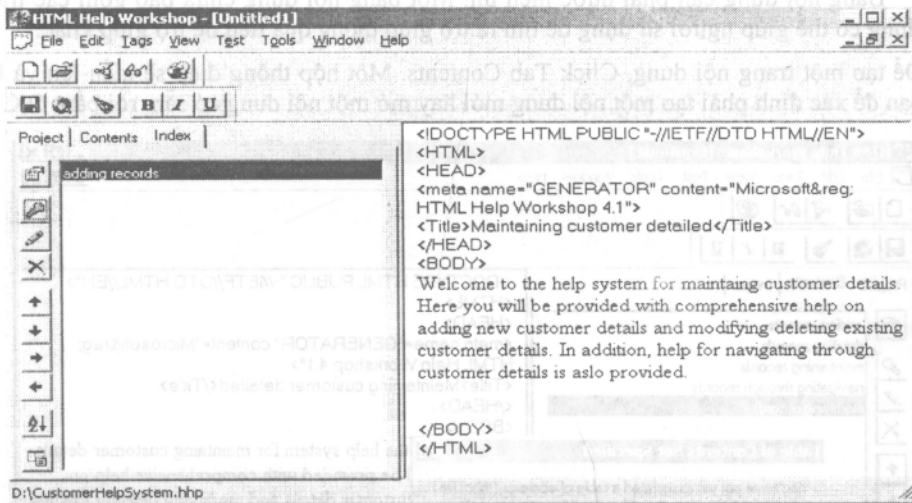 HTML Help Workshop - [Untitled1]
File Edit Tags View Test Tools Window Help
B I U
Project Contents Index
adding records
<!DOCTYPE HTML PUBLIC "-//IETF//DTD HTML//EN">
<HTML>
<HEAD>
<meta name="GENERATOR" content="Microsoft&reg;
HTML Help Workshop 4.1">
<Title>Maintaining customer detailed</Title>
</HEAD>
<BODY>
Welcome to the help system for maintaing customer details.
Here you will be provided with comprehensive help on
adding new customer details and modifying deleting existing
customer details. In addition, help for navigating through
customer details is aslo provided.
</BODY>
</HTML>
D:\CustomerHelpSystem.hhp